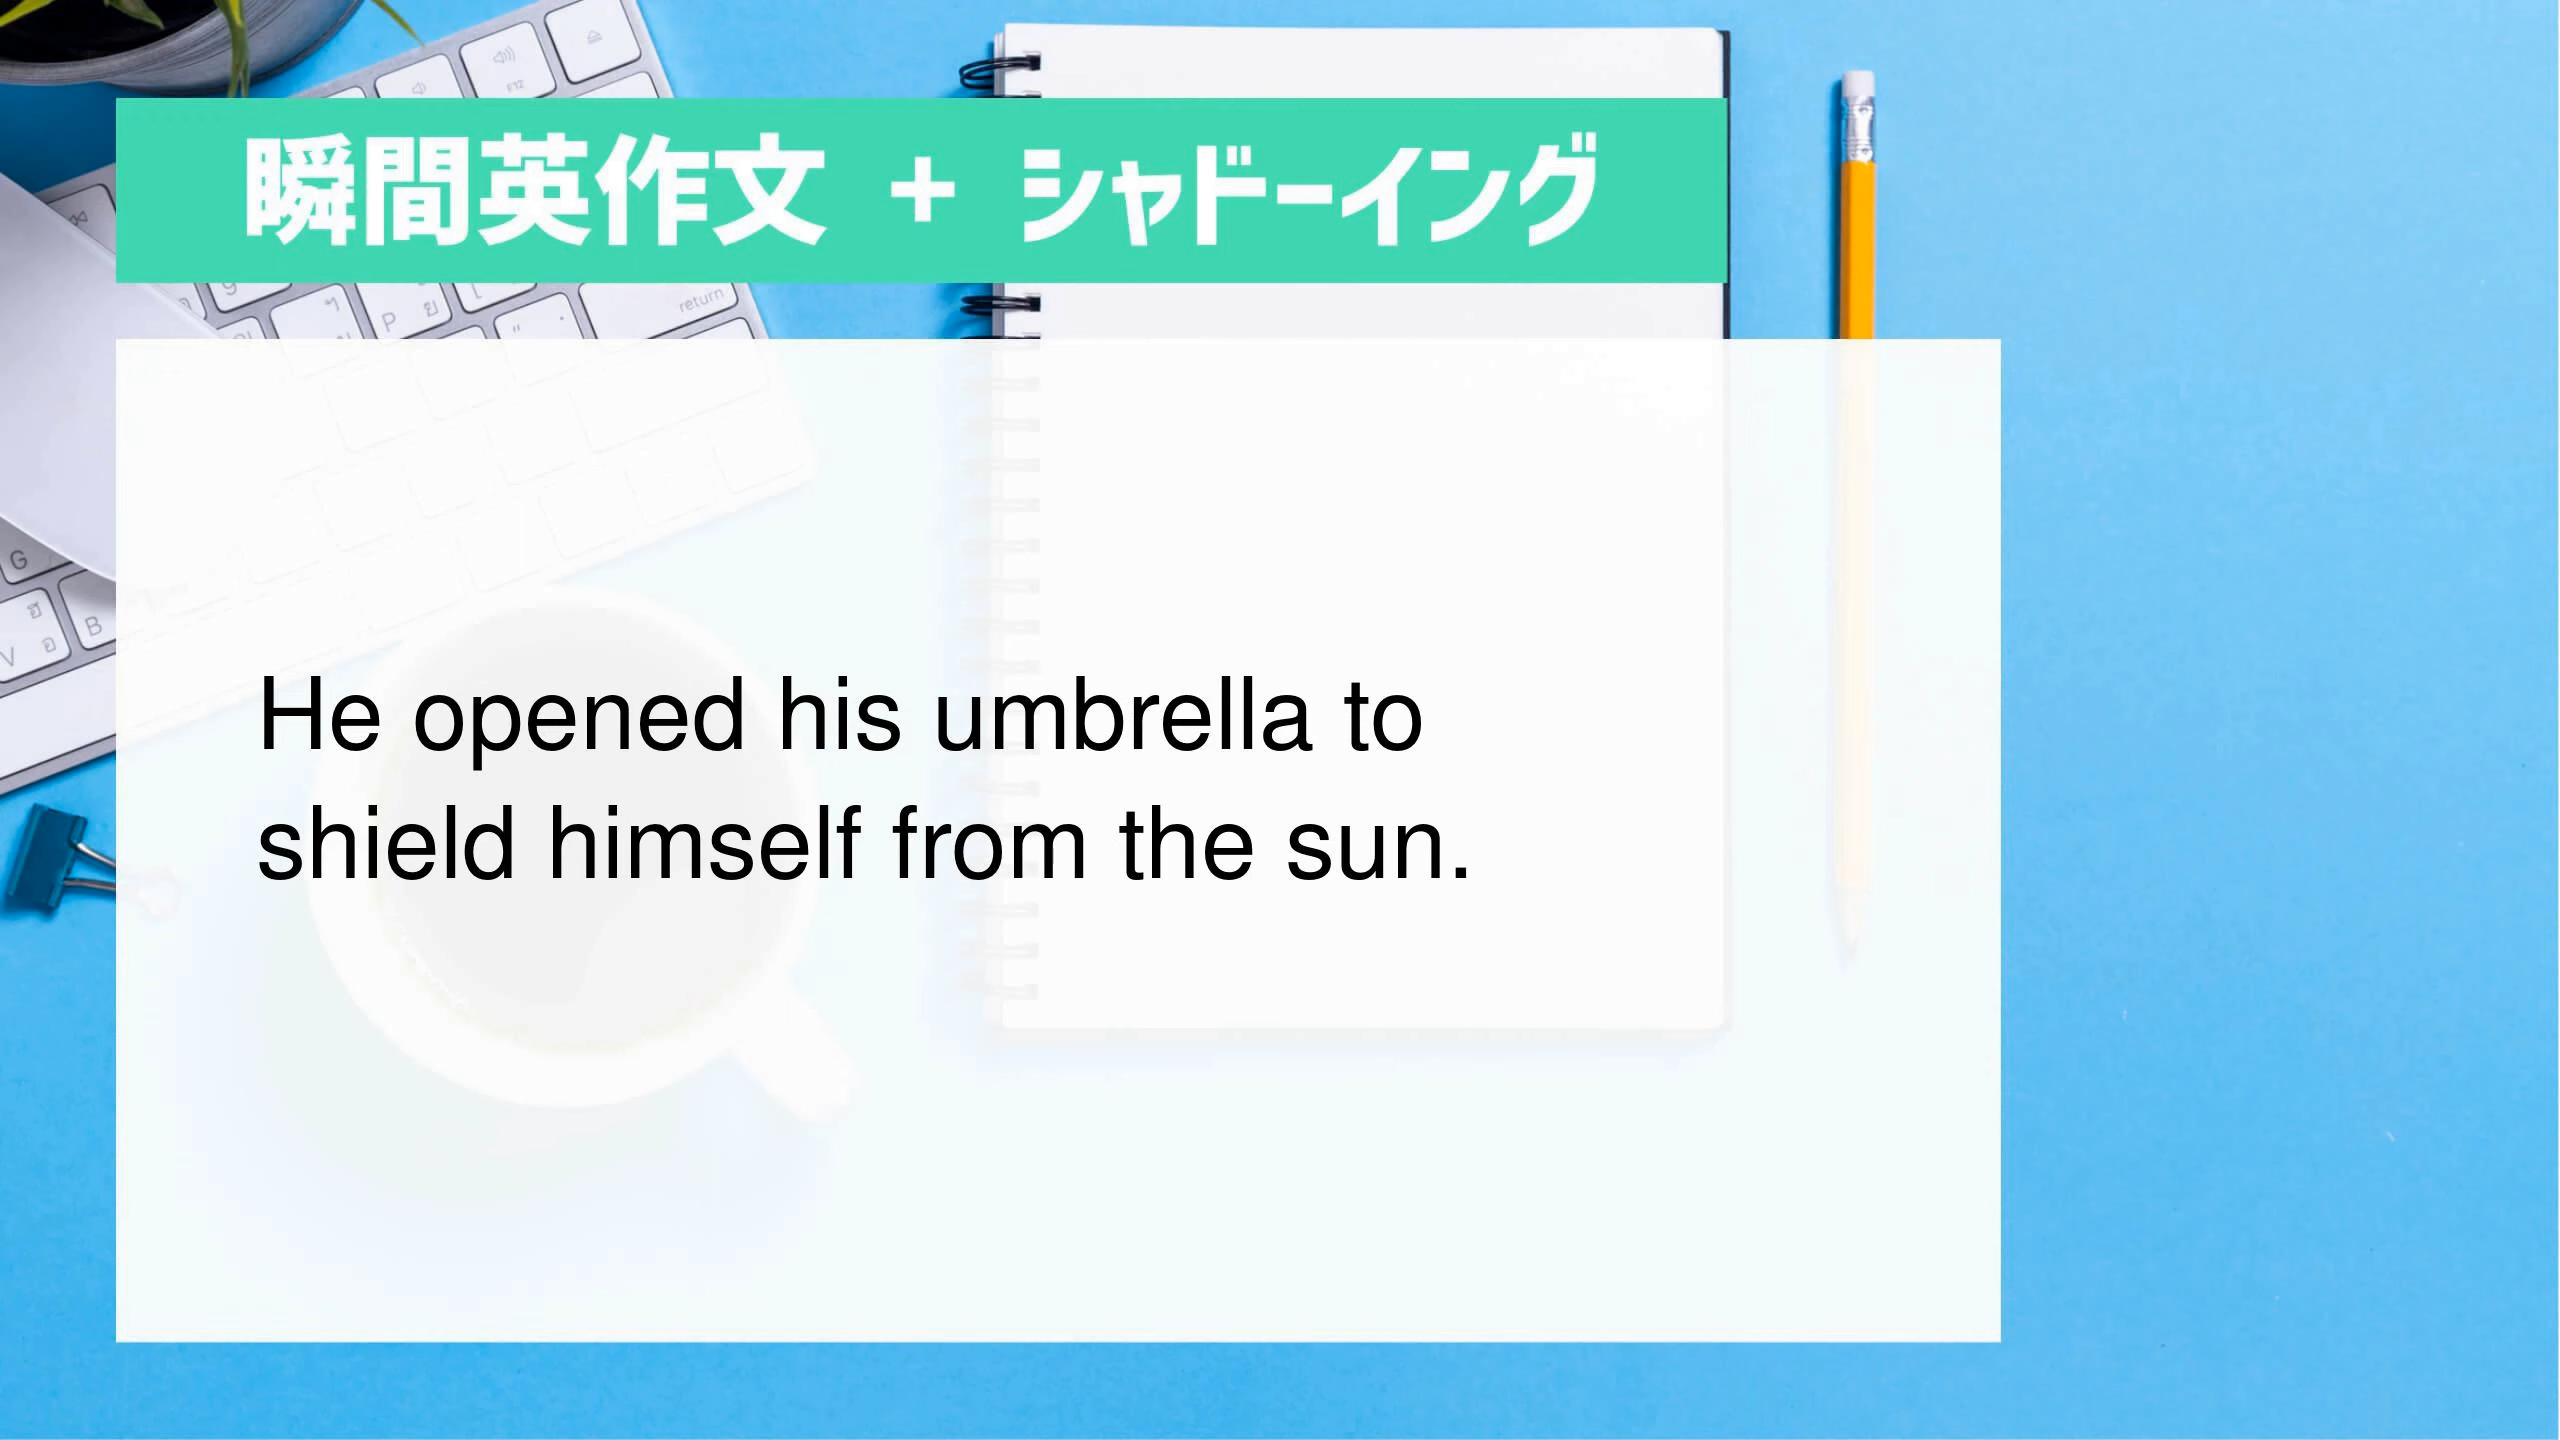 瞬間英作文 + シャドーイング
He opened his umbrella to
shield himself from the sun.